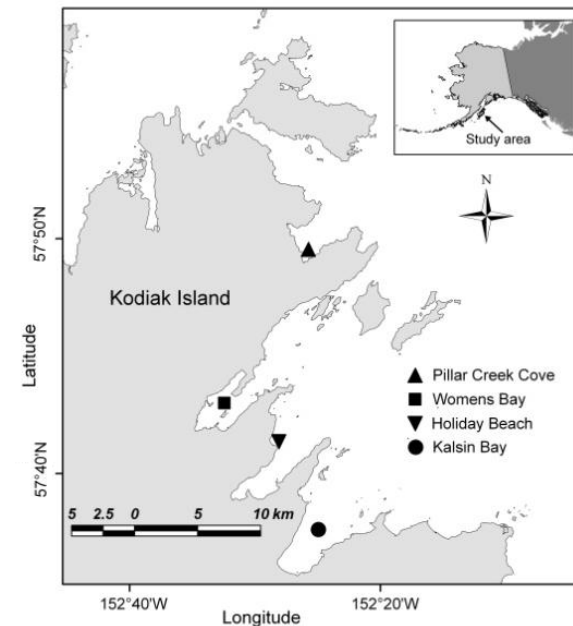 Study area
N
57°50'N
Kodiak Island
Latitude
Pillar Creek Cove
Womens Bay
Holiday Beach
Kalsin Bay
57°40'N
5 2.5 0 5 10 km
152°40'W 152°20'W
Longitude